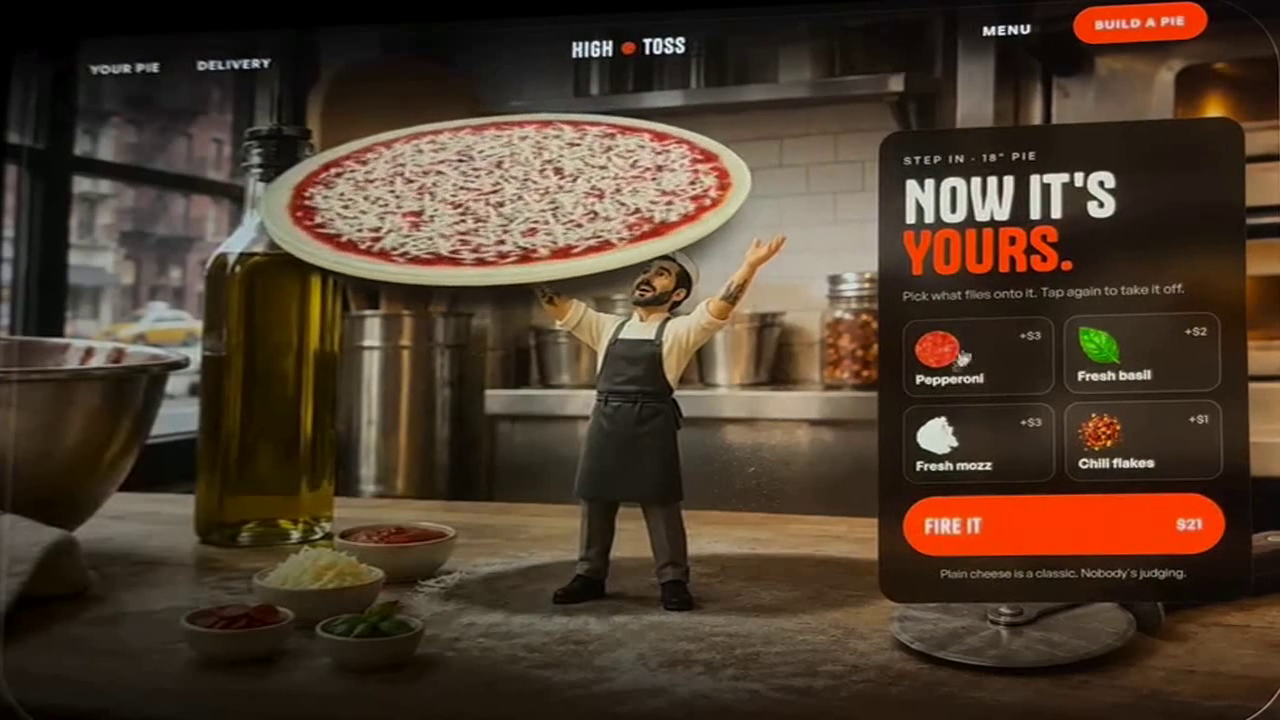 YOUR PIE
DELIVERY
HIGH TOSS
MENU
BUILD A PIE
STEP IN - 18" PIE
NOW IT'S
YOURS.
Pick what flies onto it. Tap again to take it off.
+$3
Pepperoni
+$2
Fresh basil
+$3
Fresh mozz
+$1
Chili flakes
FIRE IT
$21
Plain cheese is a classic. Nobody's judging.